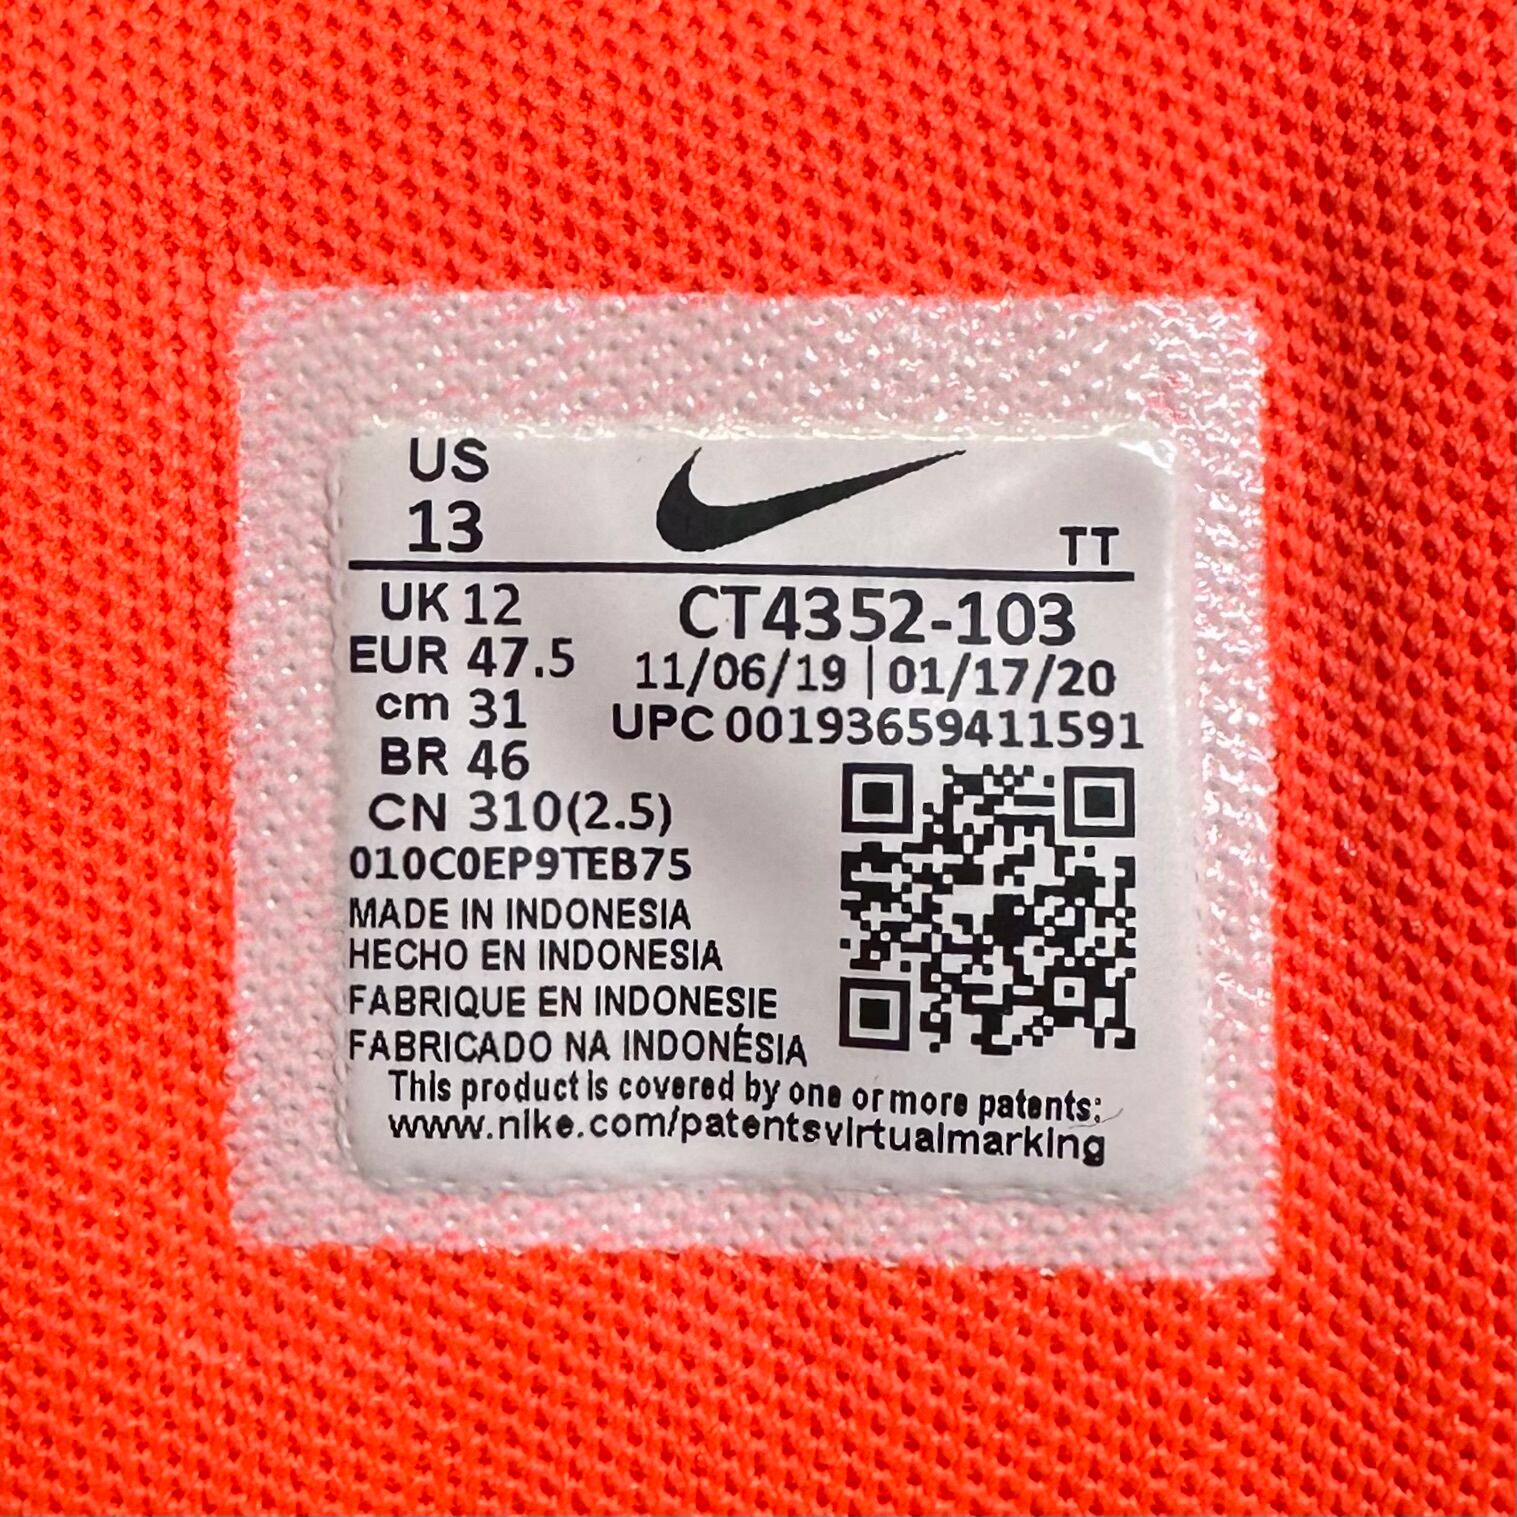 US
13
TT
UK 12
EUR 47.5
cm 31
BR 46
CN 310(2.5)
CT4352-103
11/06/19 | 01/17/20
UPC 00193659411591
010C0EP9TEB75
MADE IN INDONESIA
HECHO EN INDONESIA
FABRIQUE EN INDONESIE
FABRICADO NA INDONÉSIA
This product is covered by one or more patents:
www.nike.com/patentsvirtualmarking